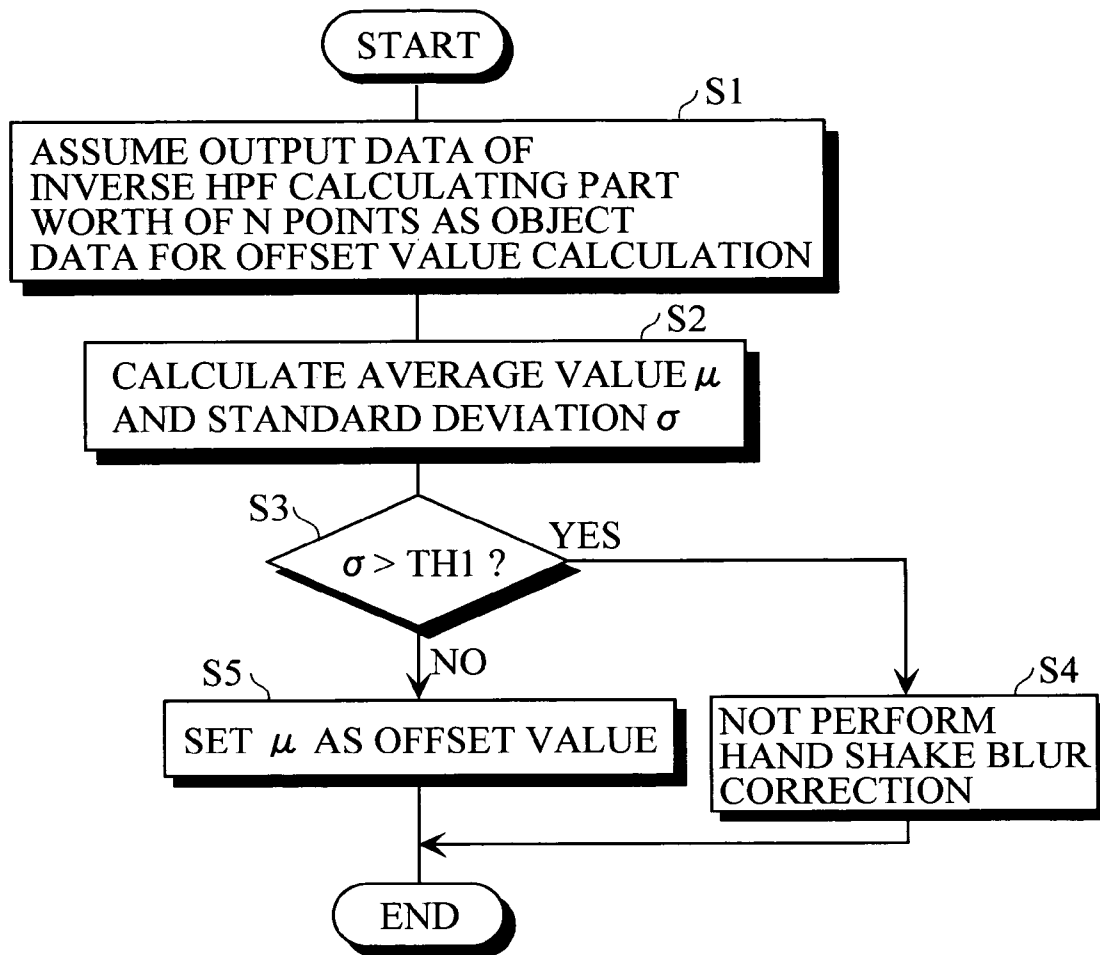 START
S1
ASSUME OUTPUT DATA OF
INVERSE HPF CALCULATING PART
WORTH OF N POINTS AS OBJECT
DATA FOR OFFSET VALUE CALCULATION
S2
CALCULATE AVERAGE VALUE μ
AND STANDARD DEVIATION σ
S3
σ > TH1 ?
YES
NO
S5
SET μ AS OFFSET VALUE
S4
NOT PERFORM
HAND SHAKE BLUR
CORRECTION
END